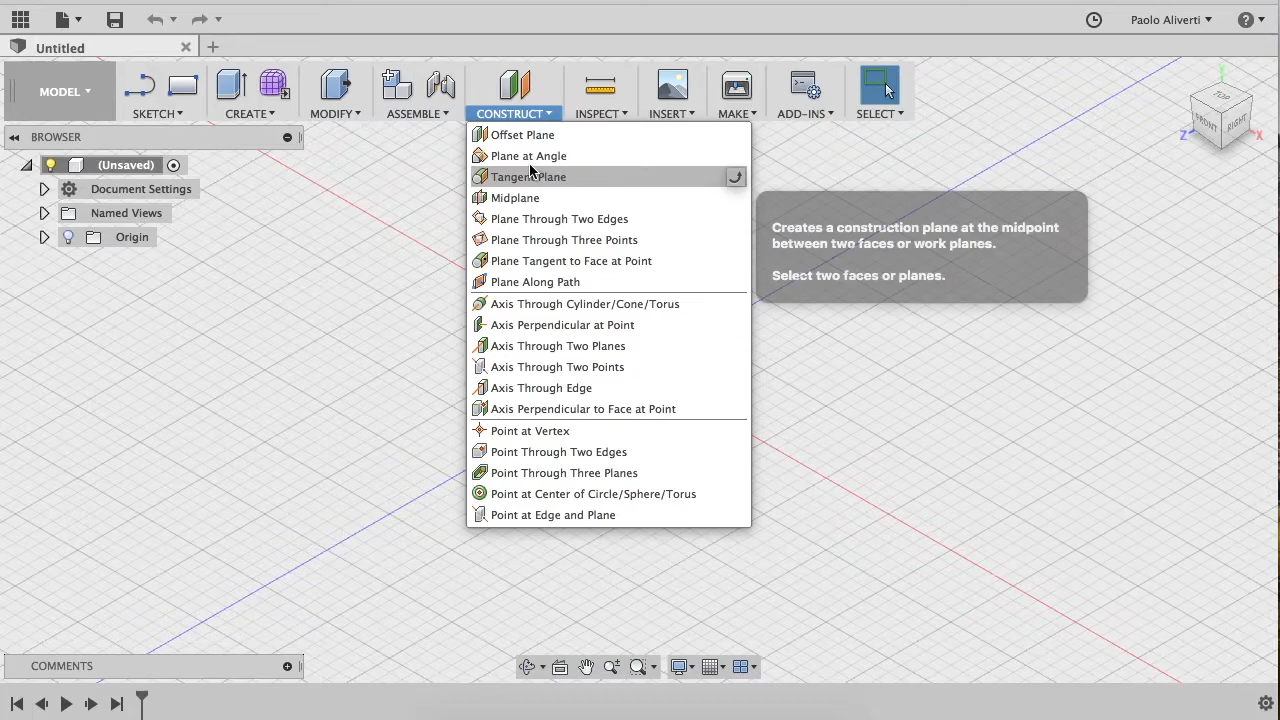 Paolo Aliverti
Untitled
MODEL
SKETCH
CREATE
MODIFY
ASSEMBLE
CONSTRUCT
INSPECT
INSERT
MAKE
ADD-INS
SELECT
TOP
FRONT
RIGHT
Y
Z
X
BROWSER
(Unsaved)
Document Settings
Named Views
Origin
Offset Plane
Plane at Angle
Tangent Plane
Midplane
Plane Through Two Edges
Plane Through Three Points
Plane Tangent to Face at Point
Plane Along Path
Axis Through Cylinder/Cone/Torus
Axis Perpendicular at Point
Axis Through Two Planes
Axis Through Two Points
Axis Through Edge
Axis Perpendicular to Face at Point
Point at Vertex
Point Through Two Edges
Point Through Three Planes
Point at Center of Circle/Sphere/Torus
Point at Edge and Plane
Creates a construction plane at the midpoint
between two faces or work planes.
Select two faces or planes.
COMMENTS